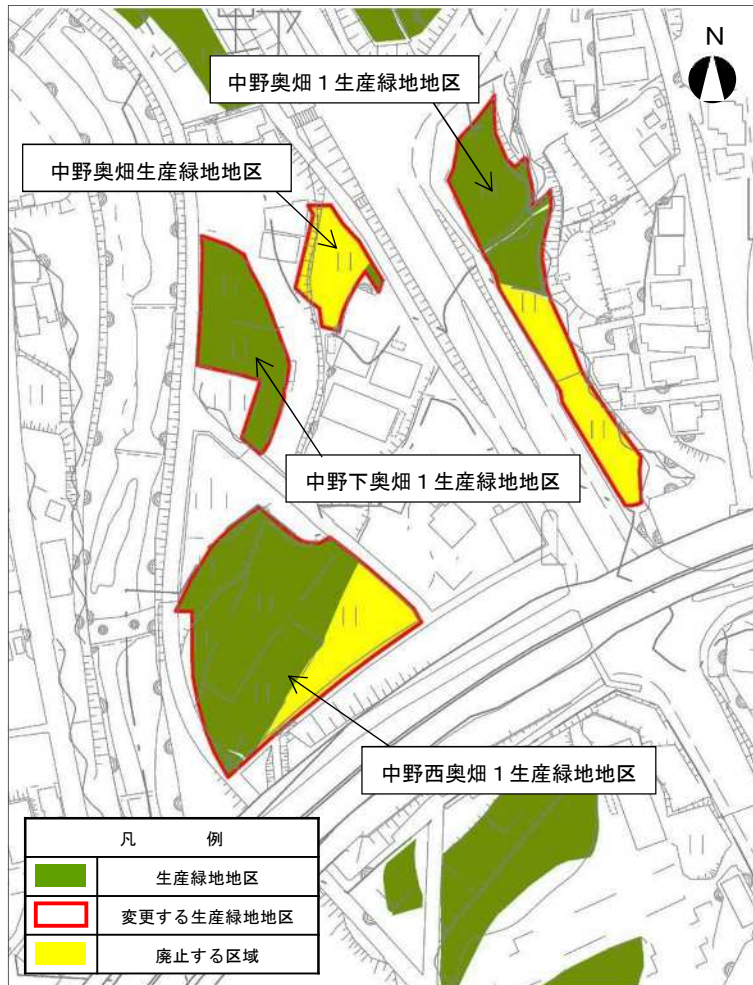 中野奥畑１生産緑地地区
N
中野奥畑生産緑地地区
中野下奥畑１生産緑地地区
中野西奥畑１生産緑地地区
凡 例
生産緑地地区
変更する生産緑地地区
廃止する区域